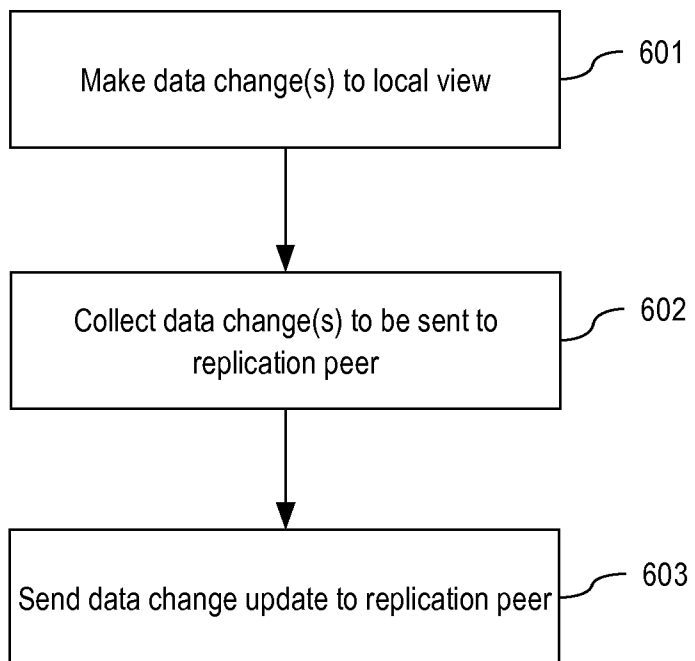 Make data change(s) to local view
601
Collect data change(s) to be sent to
replication peer
602
Send data change update to replication peer
603